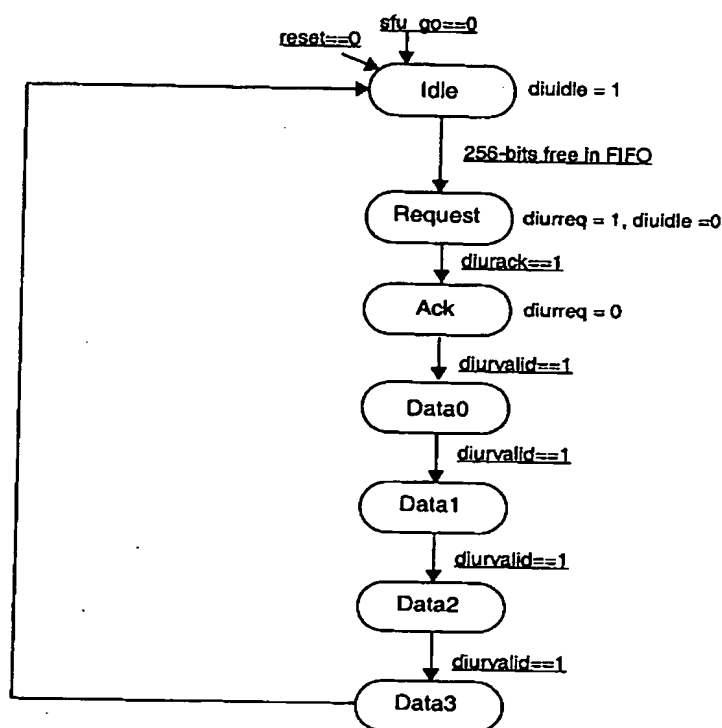 sfu_go==0
reset==0
Idle
diuidle = 1
256-bits free in FIFO
Request
diurreq = 1, diuidle =0
diurack==1
Ack
diurreq = 0
diurvalid==1
Data0
diurvalid==1
Data1
diurvalid==1
Data2
diurvalid==1
Data3